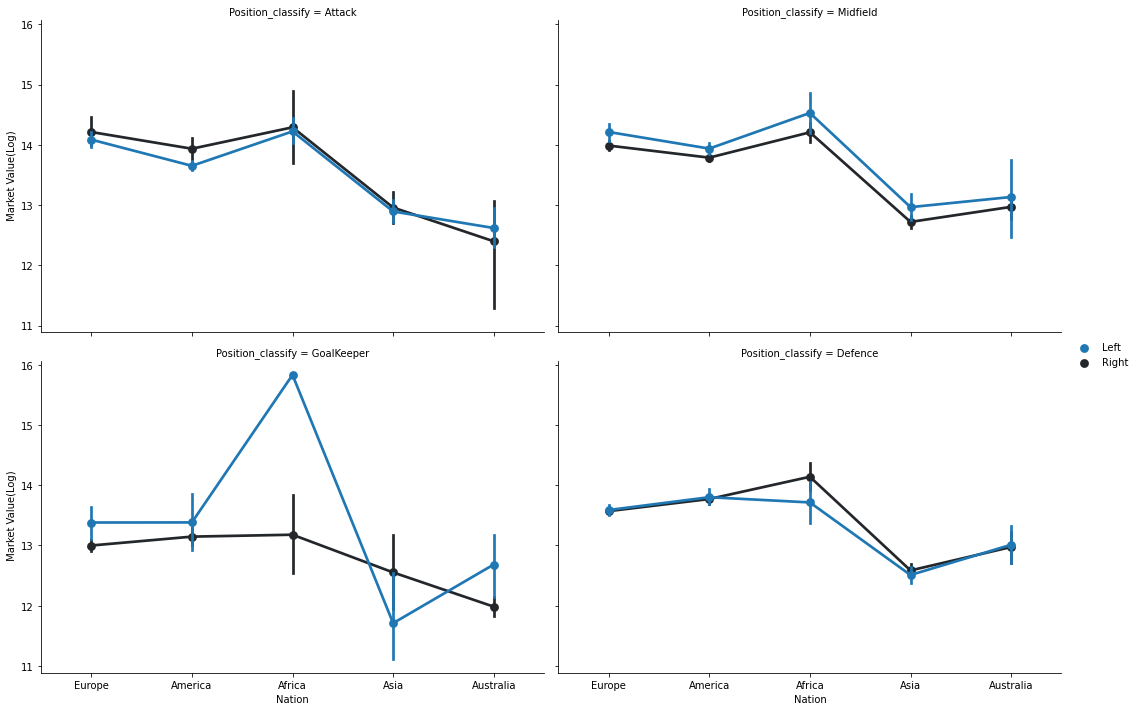 Position_classify = Attack
Position_classify = Midfield
16
15
14
13
12
11
Market Value(Log)
Position_classify = GoalKeeper
Position_classify = Defence
Left
Right
16
15
14
13
12
11
Market Value(Log)
Europe America Africa Asia Australia
Nation
Europe America Africa Asia Australia
Nation